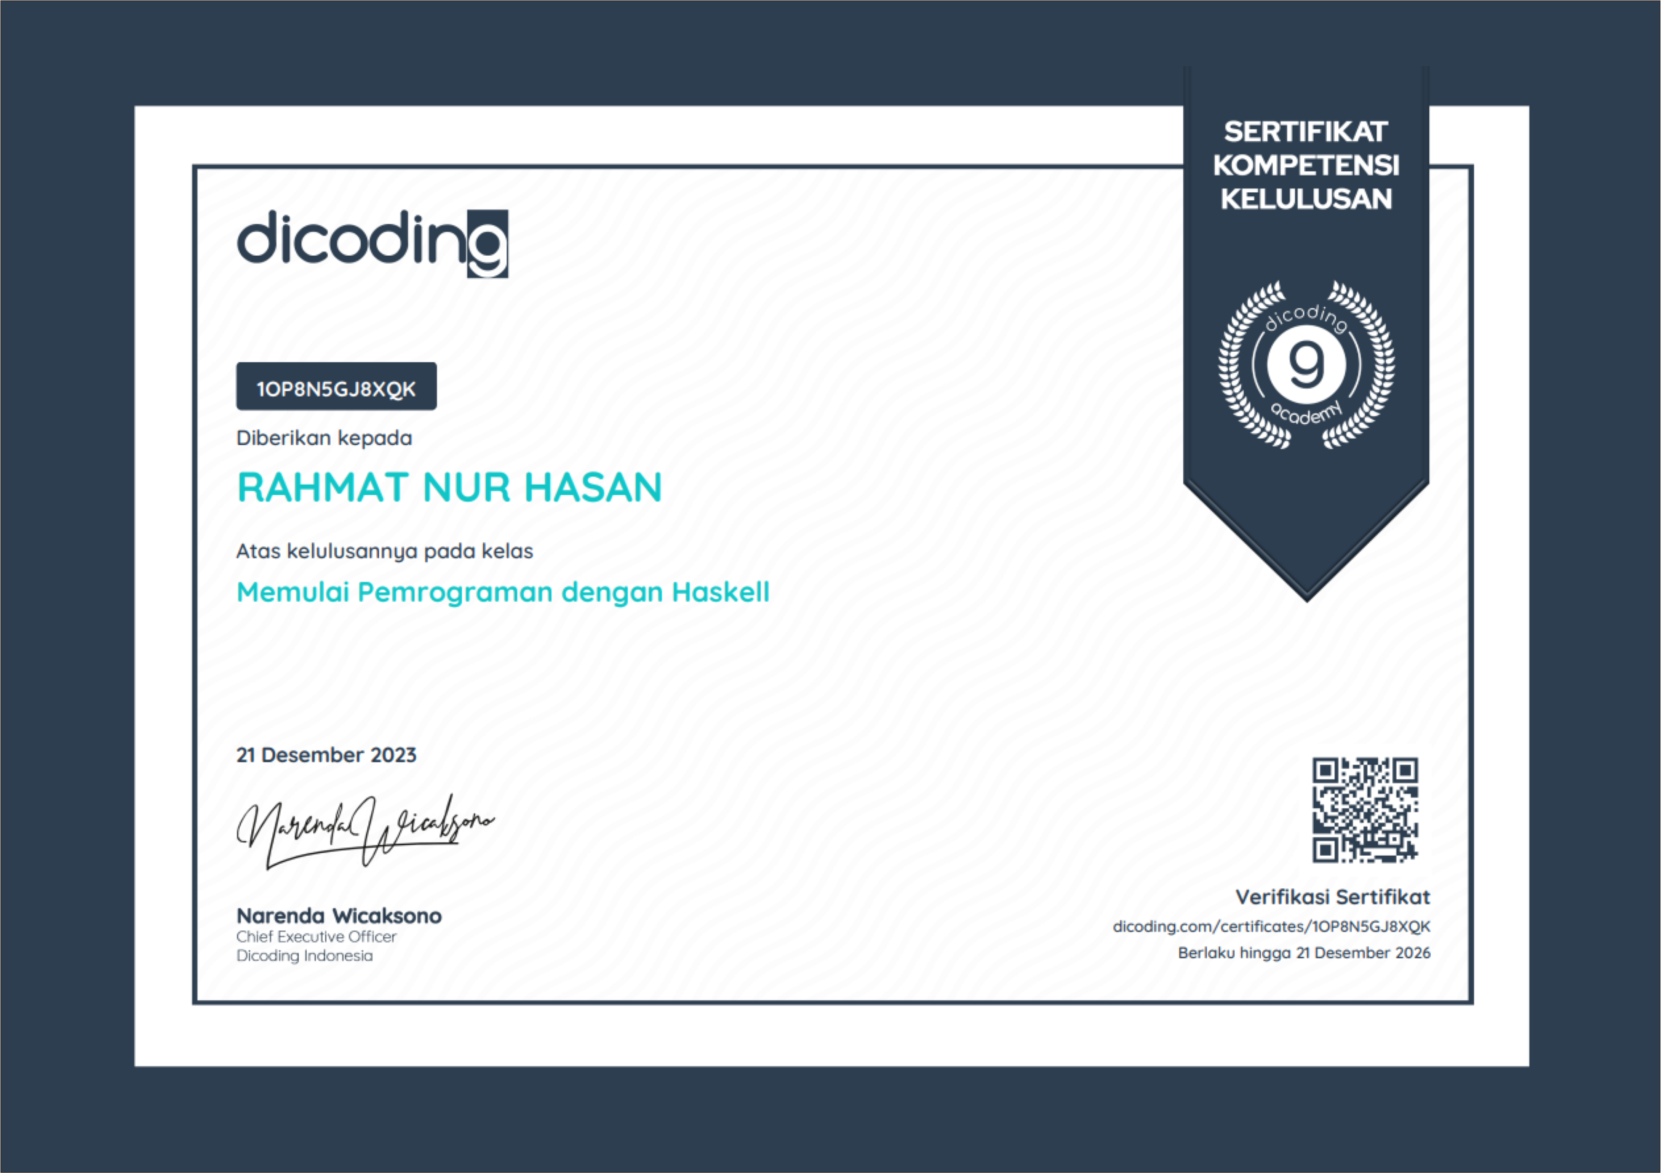 SERTIFIKAT
KOMPETENSI
KELULUSAN
dicoding
dicoding
9
academy
1OP8N5GJ8XQK
Diberikan kepada
RAHMAT NUR HASAN
Atas kelulusannya pada kelas
Memulai Pemrograman dengan Haskell
21 Desember 2023
Narenda Wicaksono
Narenda Wicaksono
Chief Executive Officer
Dicoding Indonesia
Verifikasi Sertifikat
dicoding.com/certificates/1OP8N5GJ8XQK
Berlaku hingga 21 Desember 2026